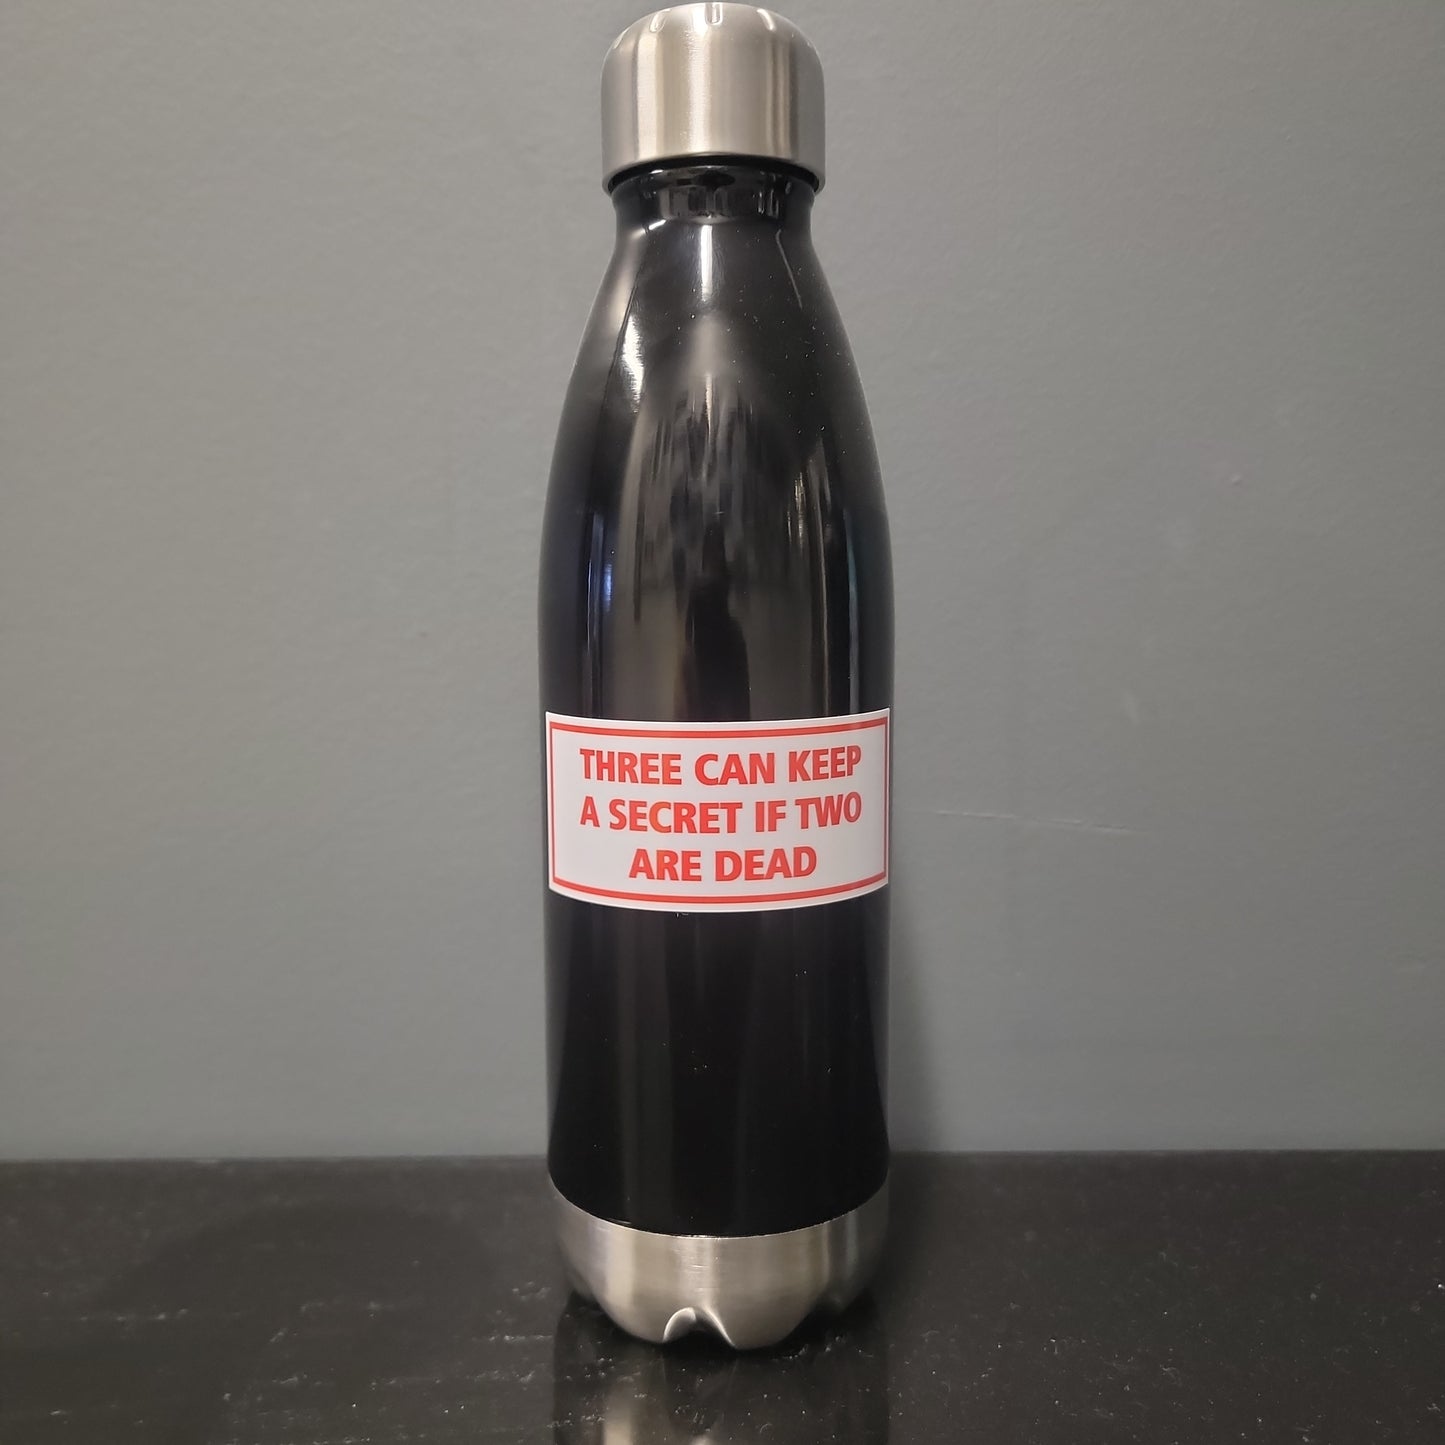 THREE CAN KEEP
A SECRET IF TWO
ARE DEAD